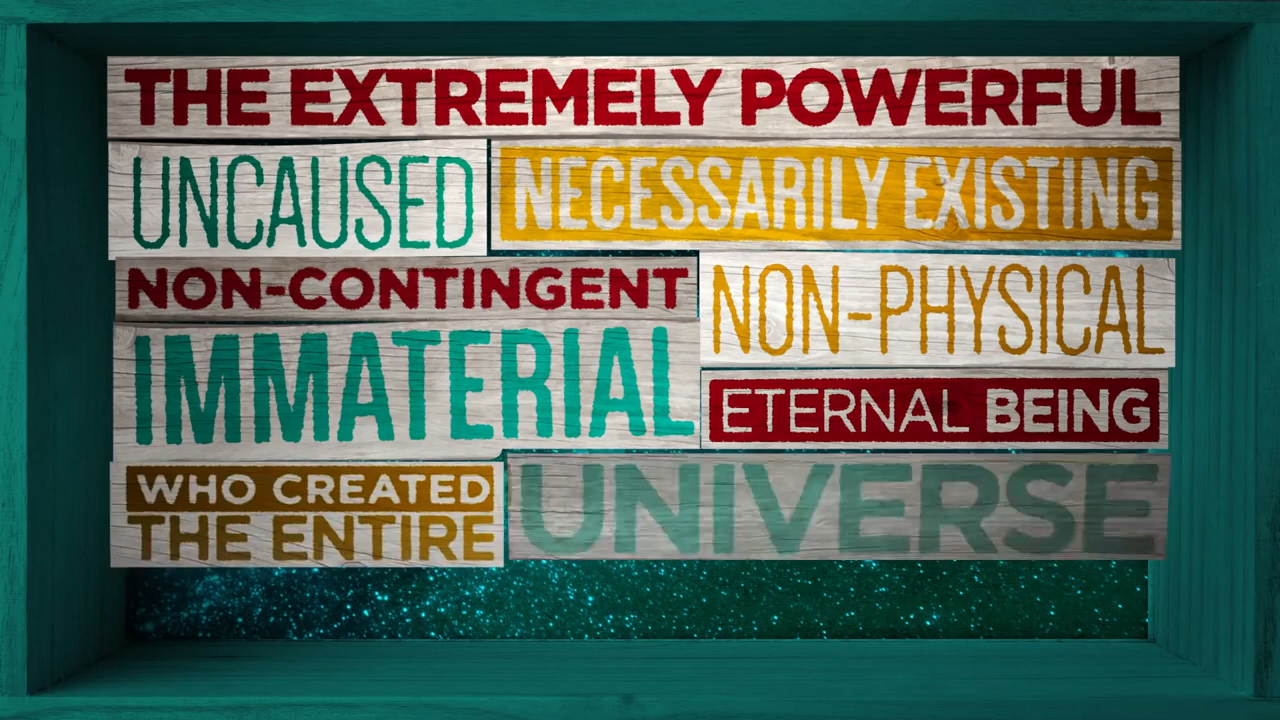 THE EXTREMELY POWERFUL
UNCAUSED
NECESSARILY EXISTING
NON-CONTINGENT
NON-PHYSICAL
IMMATERIAL
ETERNAL BEING
WHO CREATED
THE ENTIRE
UNIVERSE